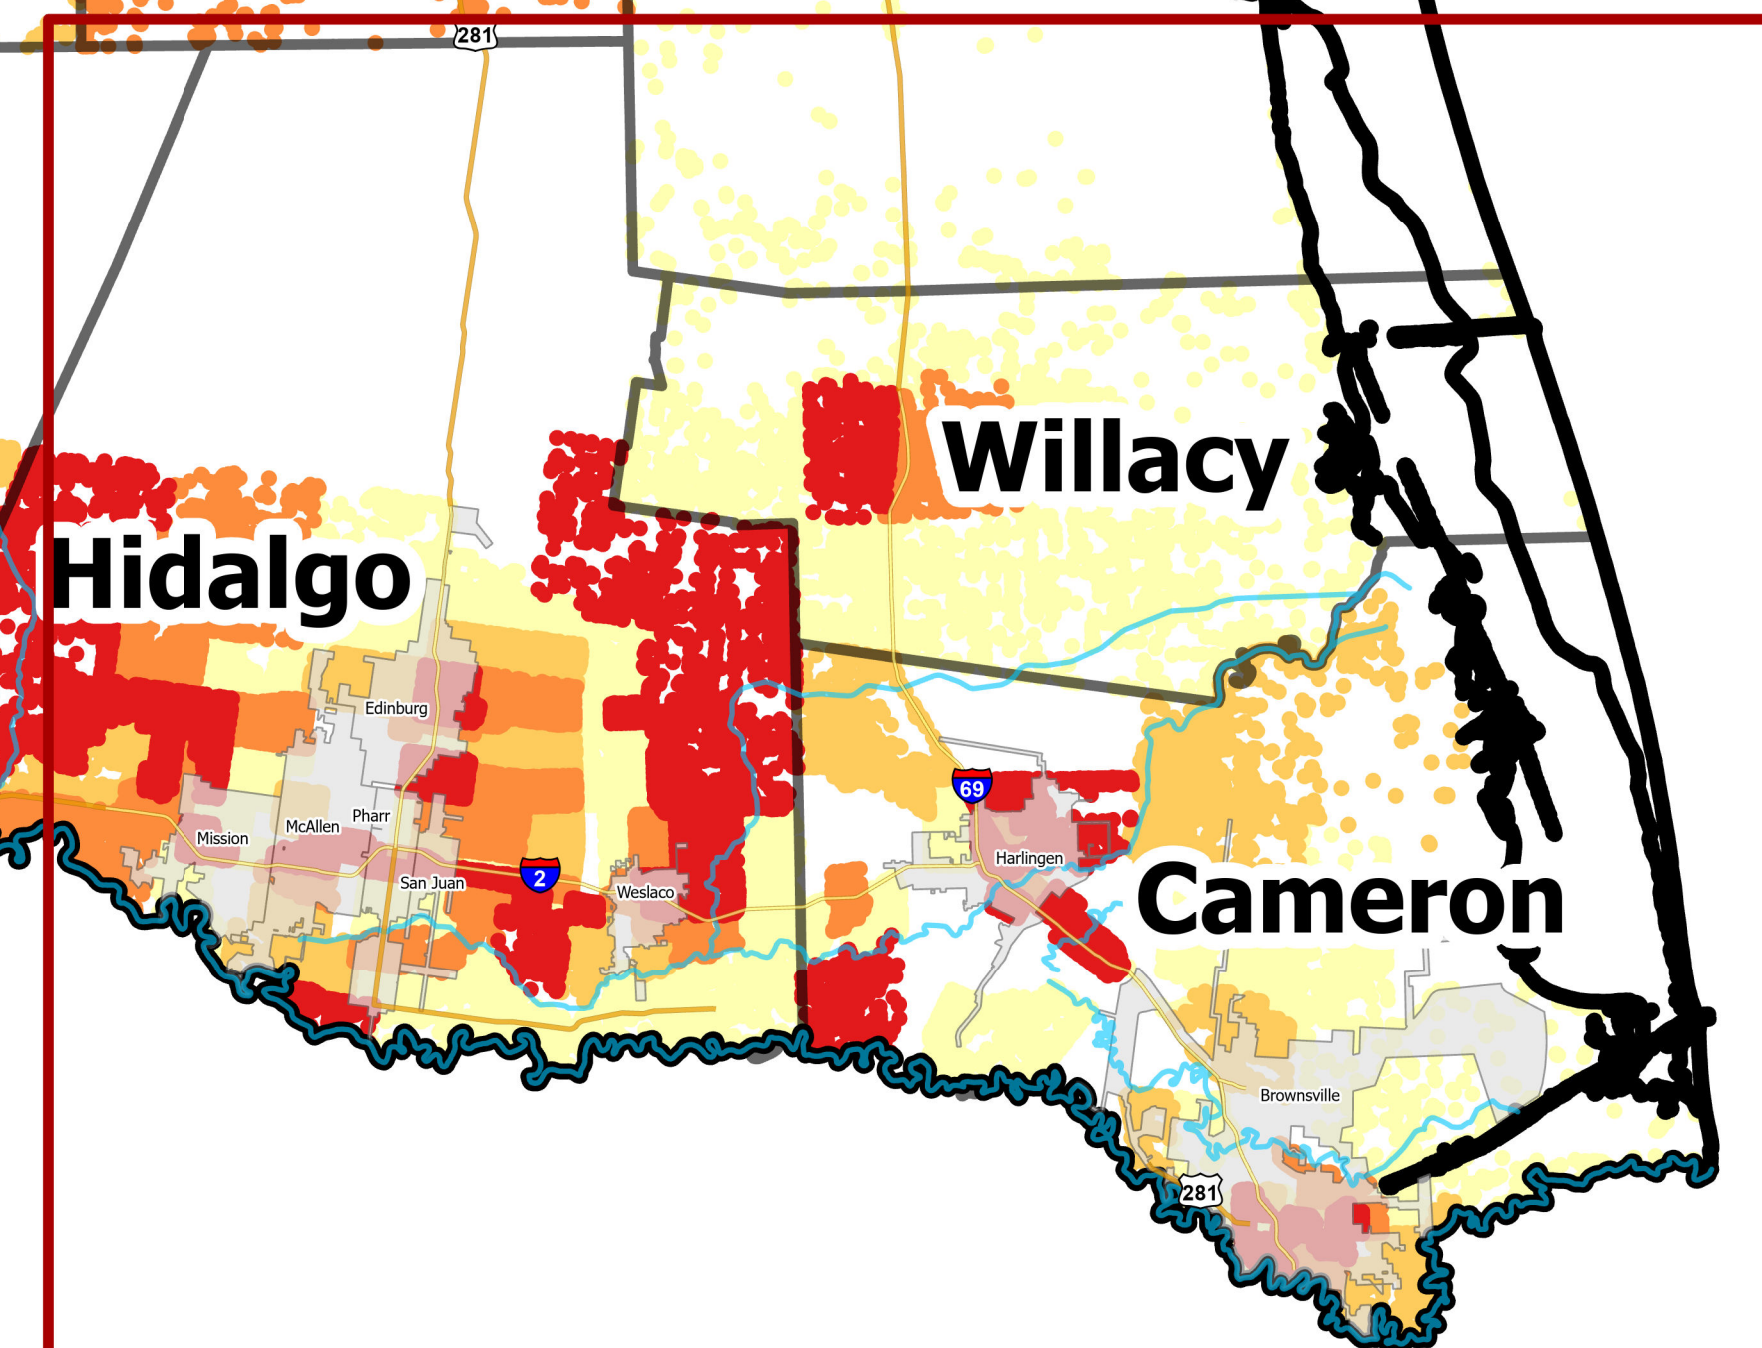 281
Willacy
Hidalgo
Edinburg
69
Pharr
McAllen
Mission
Harlingen
San Juan
2
Weslaco
Cameron
Brownsville
281